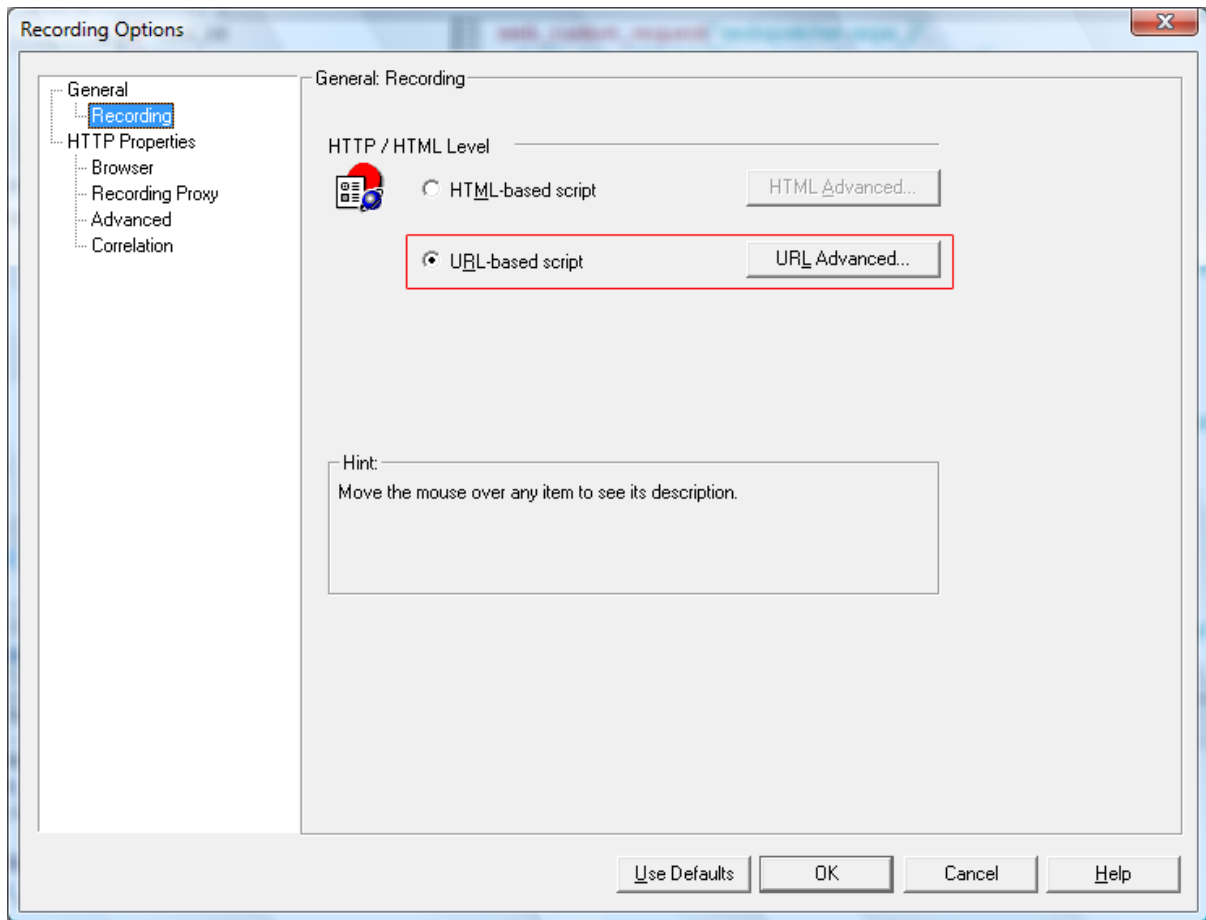 Recording Options
General
Recording
HTTP Properties
Browser
Recording Proxy
Advanced
Correlation
General: Recording
HTTP / HTML Level
HTML-based script
HTML Advanced...
URL-based script
URL Advanced...
Hint:
Move the mouse over any item to see its description.
Use Defaults
OK
Cancel
Help